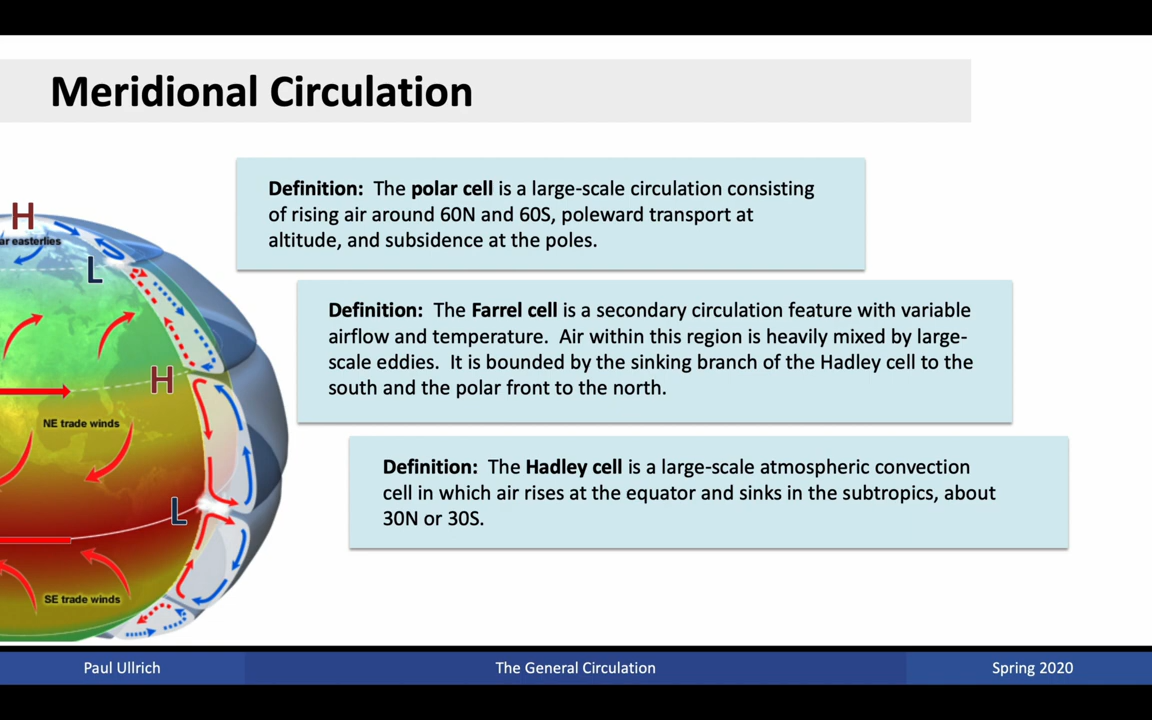 Meridional Circulation
Definition: The polar cell is a large-scale circulation consisting
of rising air around 60N and 60S, poleward transport at
altitude, and subsidence at the poles.
H
easterlies
L
Definition: The Farrel cell is a secondary circulation feature with variable
airflow and temperature. Air within this region is heavily mixed by large-
scale eddies. It is bounded by the sinking branch of the Hadley cell to the
south and the polar front to the north.
H
NE trade winds
Definition: The Hadley cell is a large-scale atmospheric convection
cell in which air rises at the equator and sinks in the subtropics, about
30N or 30S.
L
SE trade winds
Paul Ullrich
The General Circulation
Spring 2020